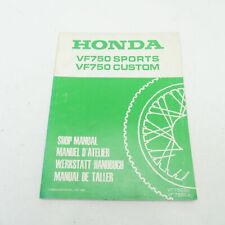 HONDA
VF750 SPORTS
VF750 CUSTOM
SHOP MANUAL
MANUEL D'ATELIER
WERKSTATT HANDBUCH
MANUAL DE TALLER